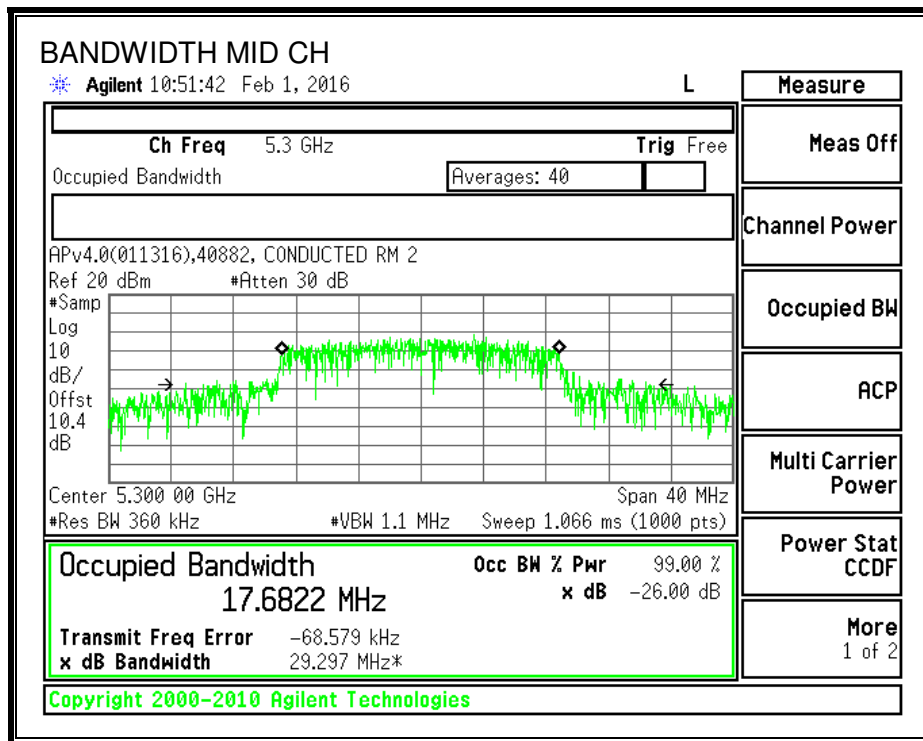 BANDWIDTH MID CH
Agilent 10:51:42 Feb 1, 2016 L
Measure
Ch Freq 5.3 GHz Trig Free
Meas Off
Occupied Bandwidth Averages: 40
Channel Power
APv4.0(011316),40882, CONDUCTED RM 2
Ref 20 dBm #Atten 30 dB
#Samp
Log
10
dB/
Offst
10.4
dB
Occupied BW
ACP
Multi Carrier
Power
Center 5.300 00 GHz Span 40 MHz
#Res BW 360 kHz #VBW 1.1 MHz Sweep 1.066 ms (1000 pts)
Power Stat
CCDF
Occupied Bandwidth Occ BW % Pwr 99.00 %
17.6822 MHz x dB -26.00 dB
Transmit Freq Error -68.579 kHz
x dB Bandwidth 29.297 MHz*
More
1 of 2
Copyright 2000-2010 Agilent Technologies